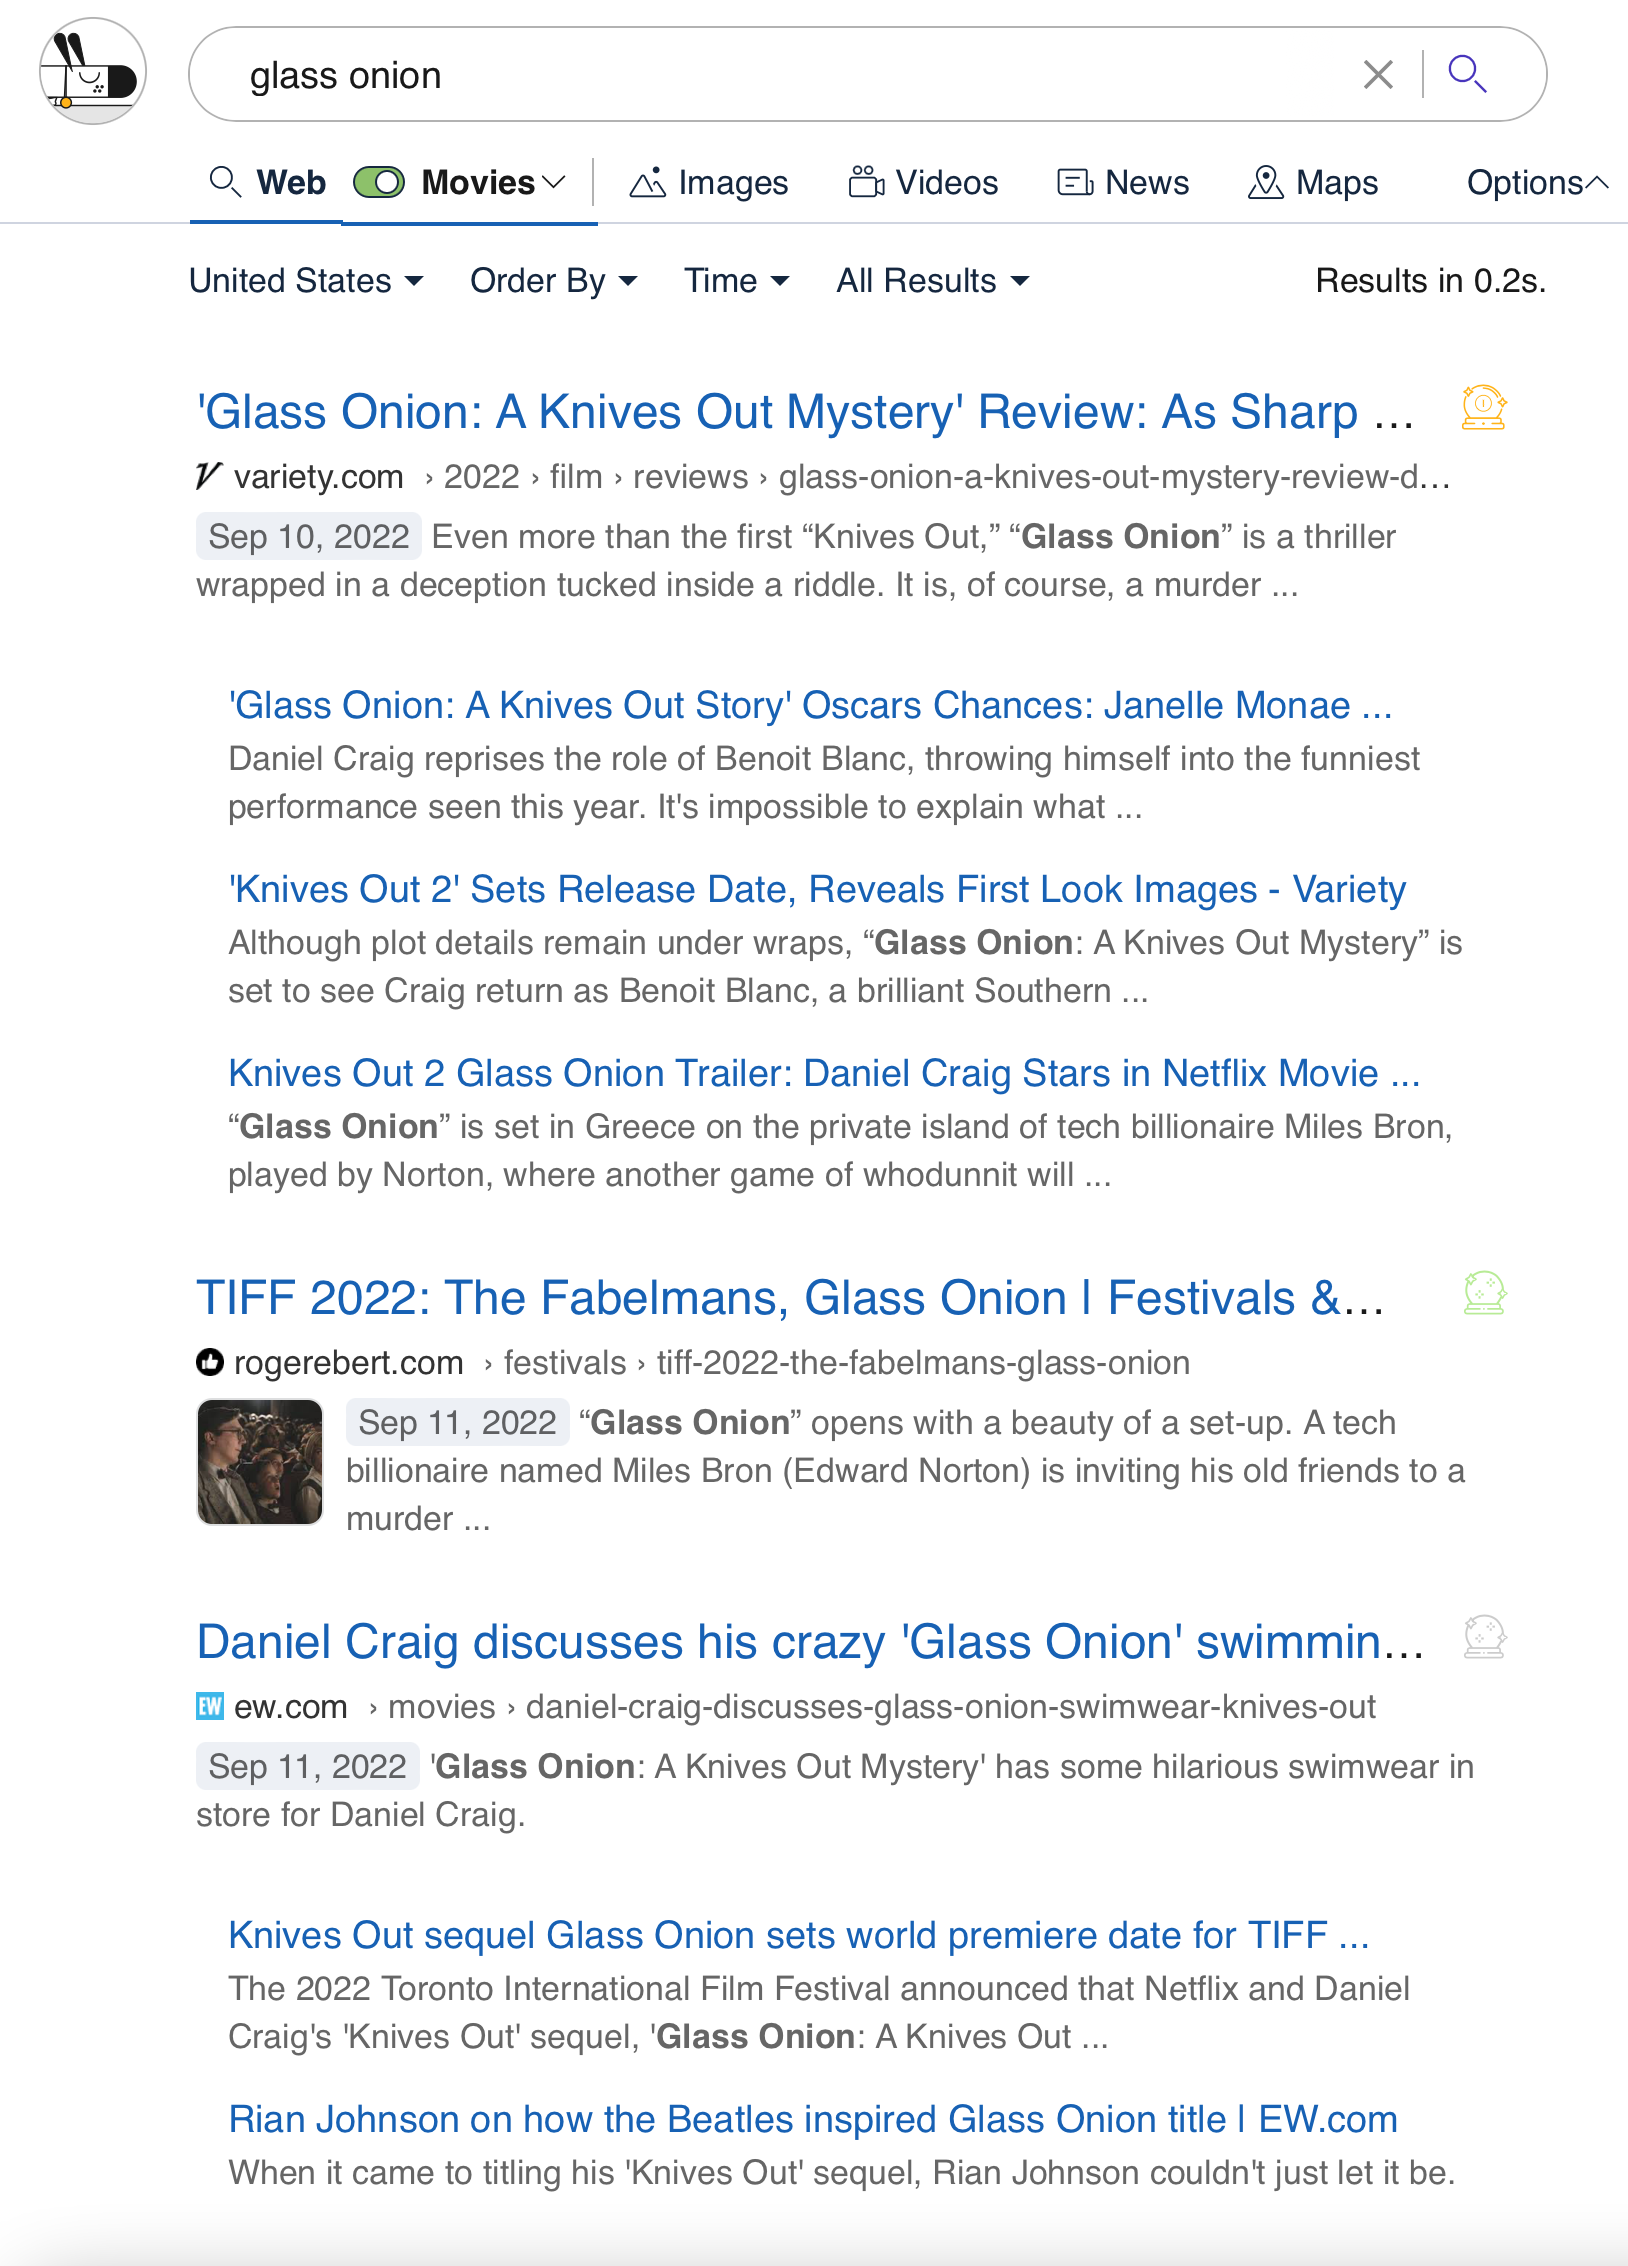 glass onion
Web Movies Images Videos News Maps Options
United States Order By Time All Results Results in 0.2s.
'Glass Onion: A Knives Out Mystery' Review: As Sharp ...
variety.com › 2022 › film › reviews › glass-onion-a-knives-out-mystery-review-d...
Sep 10, 2022 Even more than the first “Knives Out,” “Glass Onion” is a thriller
wrapped in a deception tucked inside a riddle. It is, of course, a murder ...
'Glass Onion: A Knives Out Story' Oscars Chances: Janelle Monae ...
Daniel Craig reprises the role of Benoit Blanc, throwing himself into the funniest
performance seen this year. It's impossible to explain what ...
'Knives Out 2' Sets Release Date, Reveals First Look Images - Variety
Although plot details remain under wraps, “Glass Onion: A Knives Out Mystery” is
set to see Craig return as Benoit Blanc, a brilliant Southern ...
Knives Out 2 Glass Onion Trailer: Daniel Craig Stars in Netflix Movie ...
“Glass Onion” is set in Greece on the private island of tech billionaire Miles Bron,
played by Norton, where another game of whodunnit will ...
TIFF 2022: The Fabelmans, Glass Onion | Festivals &...
rogerebert.com › festivals › tiff-2022-the-fabelmans-glass-onion
Sep 11, 2022 “Glass Onion” opens with a beauty of a set-up. A tech
billionaire named Miles Bron (Edward Norton) is inviting his old friends to a
murder ...
Daniel Craig discusses his crazy 'Glass Onion' swimmin...
EW ew.com › movies › daniel-craig-discusses-glass-onion-swimwear-knives-out
Sep 11, 2022 'Glass Onion: A Knives Out Mystery' has some hilarious swimwear in
store for Daniel Craig.
Knives Out sequel Glass Onion sets world premiere date for TIFF ...
The 2022 Toronto International Film Festival announced that Netflix and Daniel
Craig's 'Knives Out' sequel, 'Glass Onion: A Knives Out ...
Rian Johnson on how the Beatles inspired Glass Onion title | EW.com
When it came to titling his 'Knives Out' sequel, Rian Johnson couldn't just let it be.